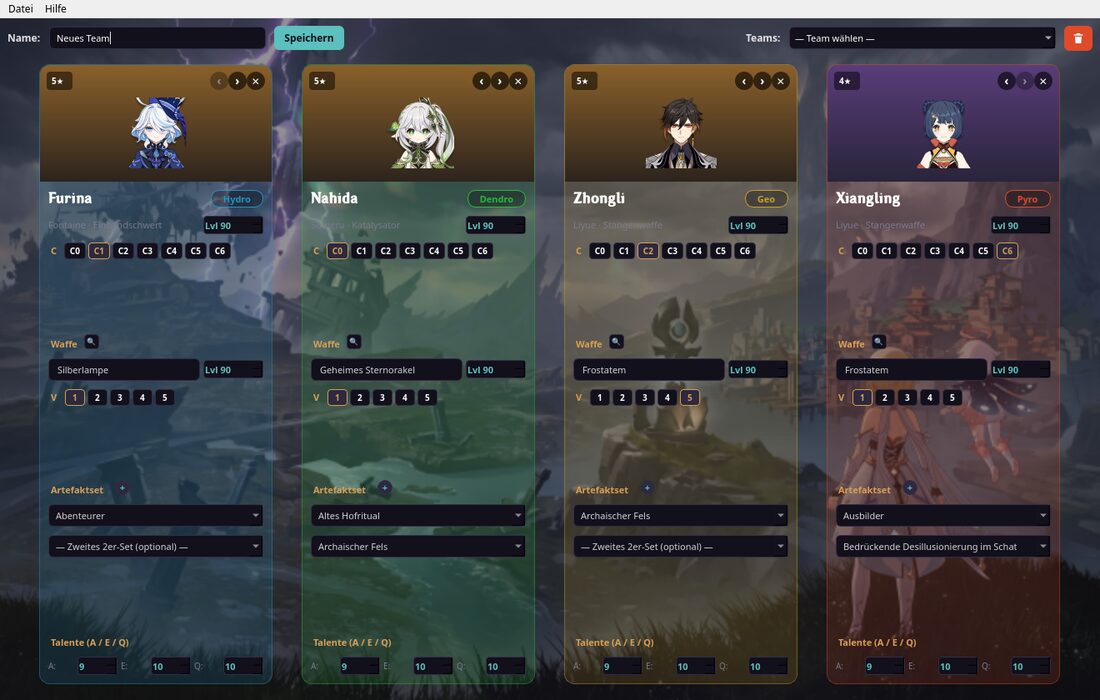 Datei Hilfe
Name: Neues Team Speichern Teams: — Team wählen —
5★ ‹ › ✕
Furina Hydro
Fontaine · Einhandschwert Lvl 90
C C0 C1 C2 C3 C4 C5 C6
Waffe
Silberlampe Lvl 90
V 1 2 3 4 5
Artefaktset +
Abenteurer
— Zweites 2er-Set (optional) —
Talente (A / E / Q)
A: 9 E: 10 Q: 10
5★ ‹ › ✕
Nahida Dendro
Sumeru · Katalysator Lvl 90
C C0 C1 C2 C3 C4 C5 C6
Waffe
Geheimes Sternorakel Lvl 90
V 1 2 3 4 5
Artefaktset +
Altes Hofritual
Archaischer Fels
Talente (A / E / Q)
A: 9 E: 10 Q: 10
5★ ‹ › ✕
Zhongli Geo
Liyue · Stangenwaffe Lvl 90
C C0 C1 C2 C3 C4 C5 C6
Waffe
Frostatem Lvl 90
V 1 2 3 4 5
Artefaktset +
Archaischer Fels
— Zweites 2er-Set (optional) —
Talente (A / E / Q)
A: 9 E: 10 Q: 10
4★ ‹ › ✕
Xiangling Pyro
Liyue · Stangenwaffe Lvl 90
C C0 C1 C2 C3 C4 C5 C6
Waffe
Frostatem Lvl 90
V 1 2 3 4 5
Artefaktset +
Ausbilder
Bedrückende Desillusionierung im Schat
Talente (A / E / Q)
A: 9 E: 10 Q: 10